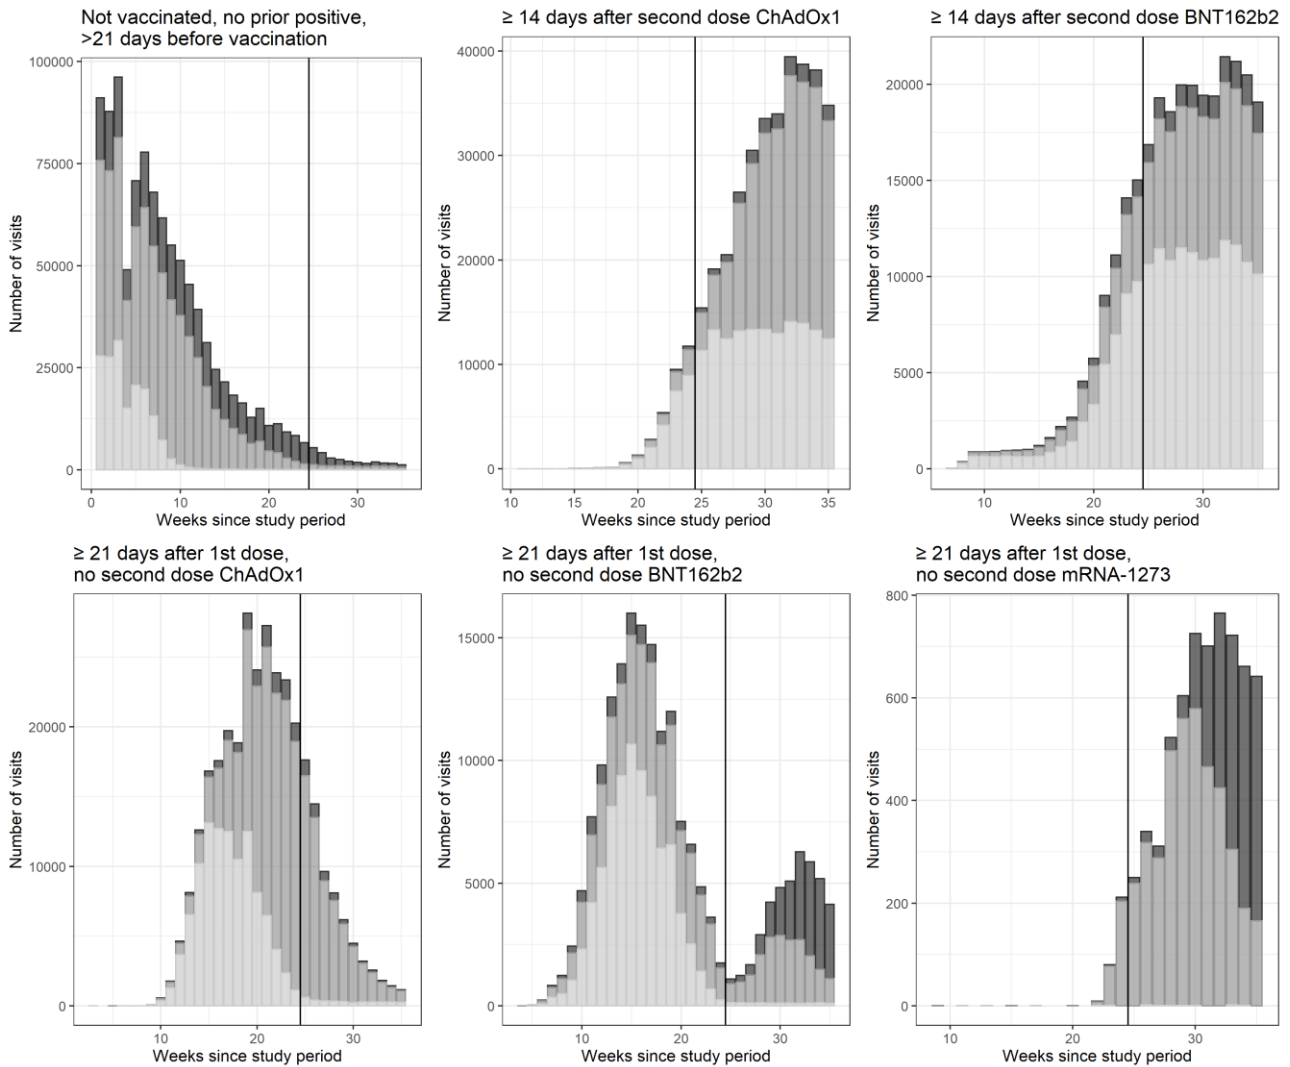 Not vaccinated, no prior positive,
>21 days before vaccination
100000
75000
50000
25000
0
Number of visits
0 10 20 30
Weeks since study period
≥ 14 days after second dose ChAdOx1
40000
30000
20000
10000
0
Number of visits
10 15 20 25 30 35
Weeks since study period
≥ 14 days after second dose BNT162b2
20000
15000
10000
5000
0
Number of visits
10 20 30
Weeks since study period
≥ 21 days after 1st dose,
no second dose ChAdOx1
20000
10000
0
Number of visits
10 20 30
Weeks since study period
≥ 21 days after 1st dose,
no second dose BNT162b2
15000
10000
5000
0
Number of visits
10 20 30
Weeks since study period
≥ 21 days after 1st dose,
no second dose mRNA-1273
800
600
400
200
0
Number of visits
10 20 30
Weeks since study period